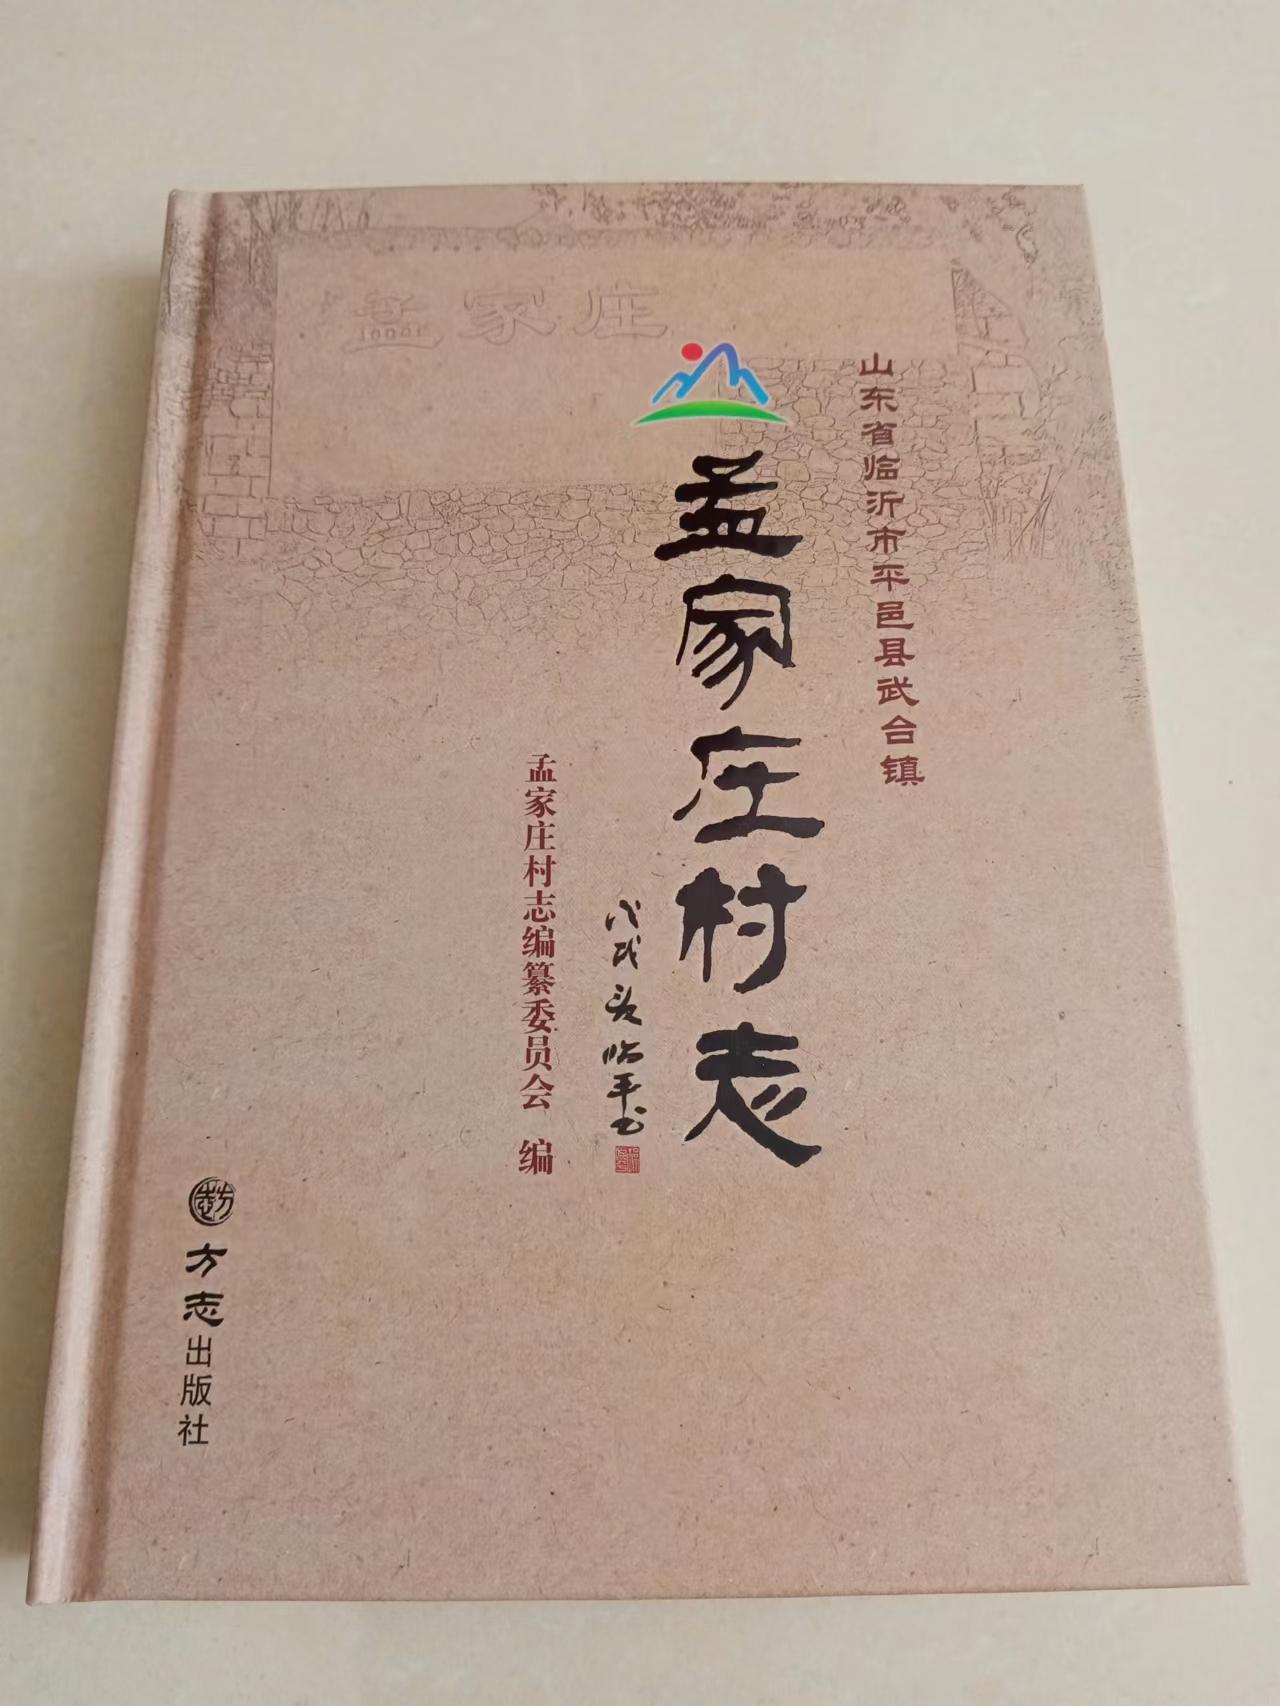 孟家庄
山东省临沂市平邑县武台镇
孟家庄村志
孟家庄村志编纂委员会 编
方志
出版社